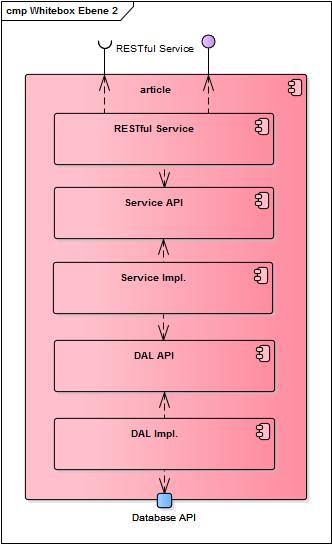 cmp Whitebox Ebene 2
RESTful Service
article
RESTful Service
Service API
Service Impl.
DAL API
DAL Impl.
Database API